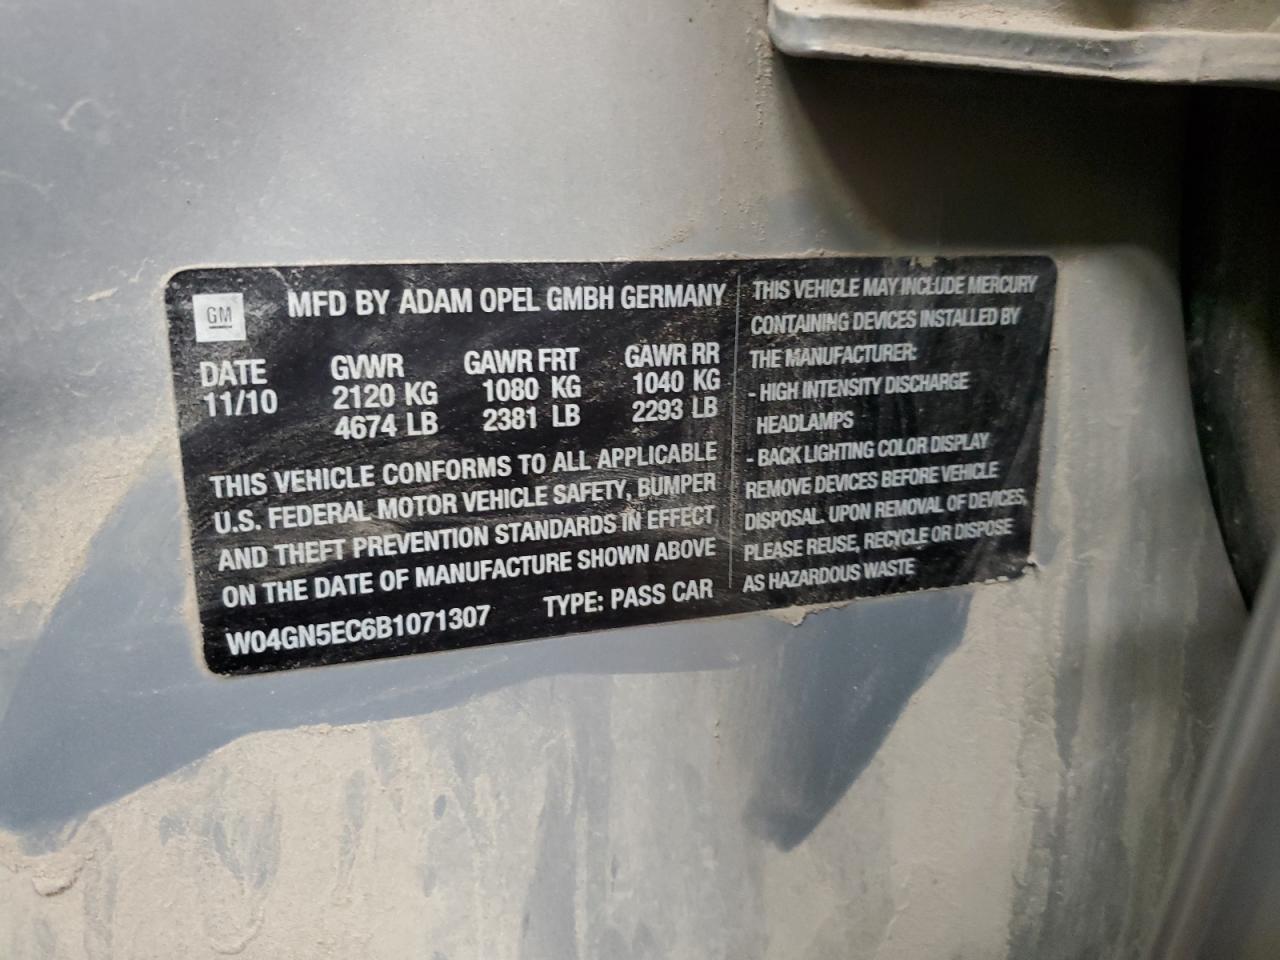 GM
MFD BY ADAM OPEL GMBH GERMANY
DATE GVWR GAWR FRT GAWR RR
11/10 2120 KG 1080 KG 1040 KG
4674 LB 2381 LB 2293 LB
THIS VEHICLE CONFORMS TO ALL APPLICABLE
U.S. FEDERAL MOTOR VEHICLE SAFETY, BUMPER
AND THEFT PREVENTION STANDARDS IN EFFECT
ON THE DATE OF MANUFACTURE SHOWN ABOVE
W04GN5EC6B1071307 TYPE: PASS CAR
THIS VEHICLE MAY INCLUDE MERCURY
CONTAINING DEVICES INSTALLED BY
THE MANUFACTURER:
- HIGH INTENSITY DISCHARGE
HEADLAMPS
- BACK LIGHTING COLOR DISPLAY
REMOVE DEVICES BEFORE VEHICLE
DISPOSAL. UPON REMOVAL OF DEVICES,
PLEASE REUSE, RECYCLE OR DISPOSE
AS HAZARDOUS WASTE